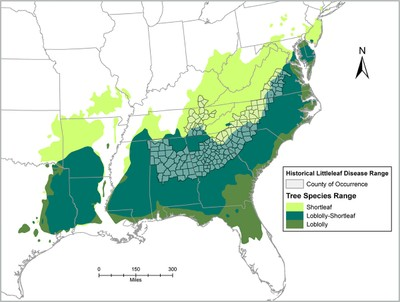 N
Historical Littleleaf Disease Range
County of Occurrence
Tree Species Range
Shortleaf
Loblolly-Shortleaf
Loblolly
0 150 300
Miles